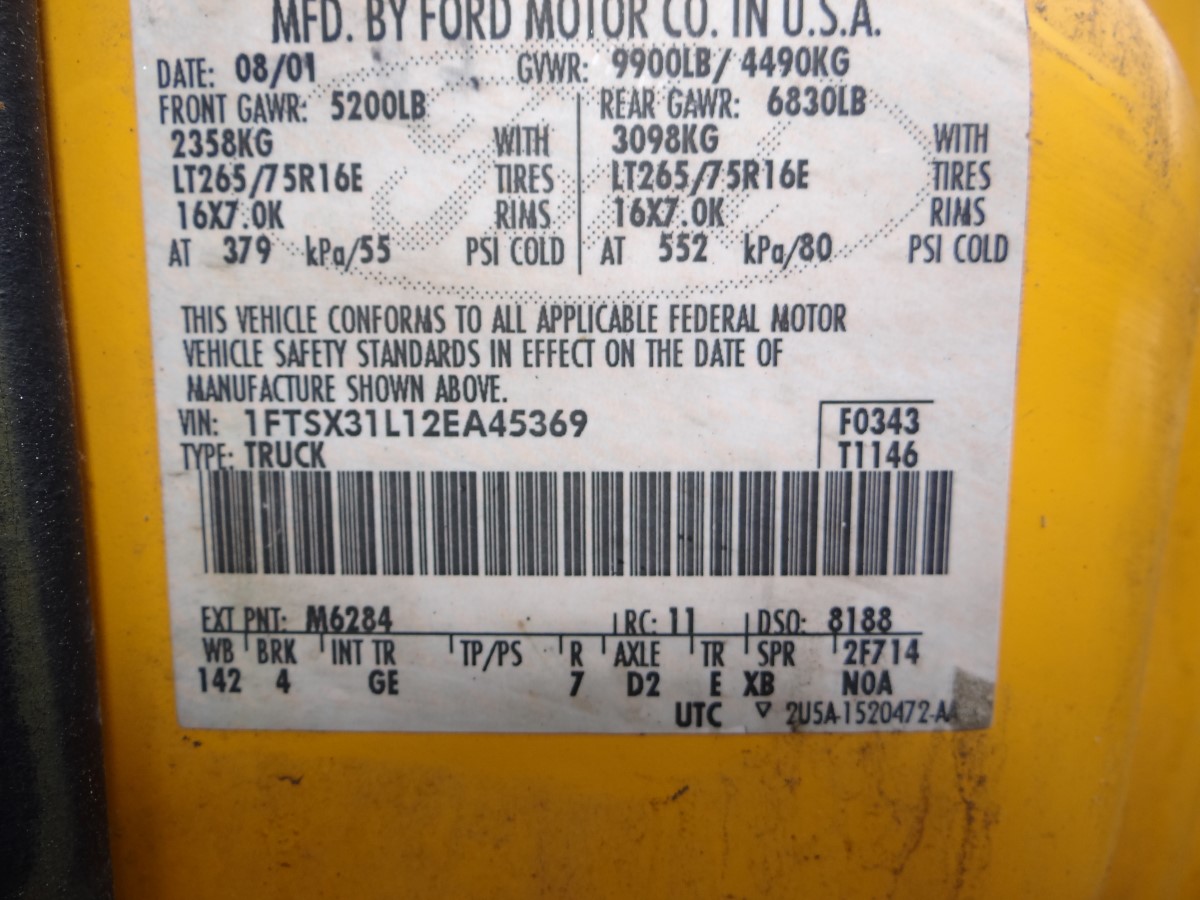 MFD. BY FORD MOTOR CO. IN U.S.A.
DATE: 08/01 GVWR: 9900LB/ 4490KG
FRONT GAWR: 5200LB REAR GAWR: 6830LB
2358KG WITH 3098KG WITH
LT265/75R16E TIRES LT265/75R16E TIRES
16X7.0K RIMS 16X7.0K RIMS
AT 379 kPa/55 PSI COLD AT 552 kPa/80 PSI COLD
THIS VEHICLE CONFORMS TO ALL APPLICABLE FEDERAL MOTOR
VEHICLE SAFETY STANDARDS IN EFFECT ON THE DATE OF
MANUFACTURE SHOWN ABOVE.
VIN: 1FTSX31L12EA45369 F0343
TYPE: TRUCK T1146
EXT PNT: M6284 RC: 11 DSO: 8188
WB BRK INT TR TP/PS R AXLE TR SPR 2F714
142 4 GE 7 D2 E XB N0A
UTC ▽ 2U5A-1520472-AA